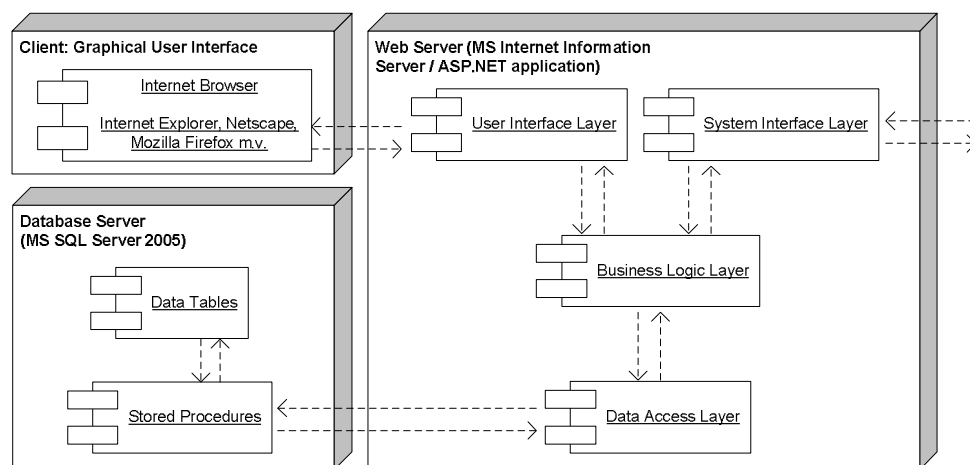 Client: Graphical User Interface
Internet Browser
Internet Explorer, Netscape,
Mozilla Firefox m.v.
Web Server (MS Internet Information
Server / ASP.NET application)
User Interface Layer
System Interface Layer
Business Logic Layer
Data Access Layer
Database Server
(MS SQL Server 2005)
Data Tables
Stored Procedures